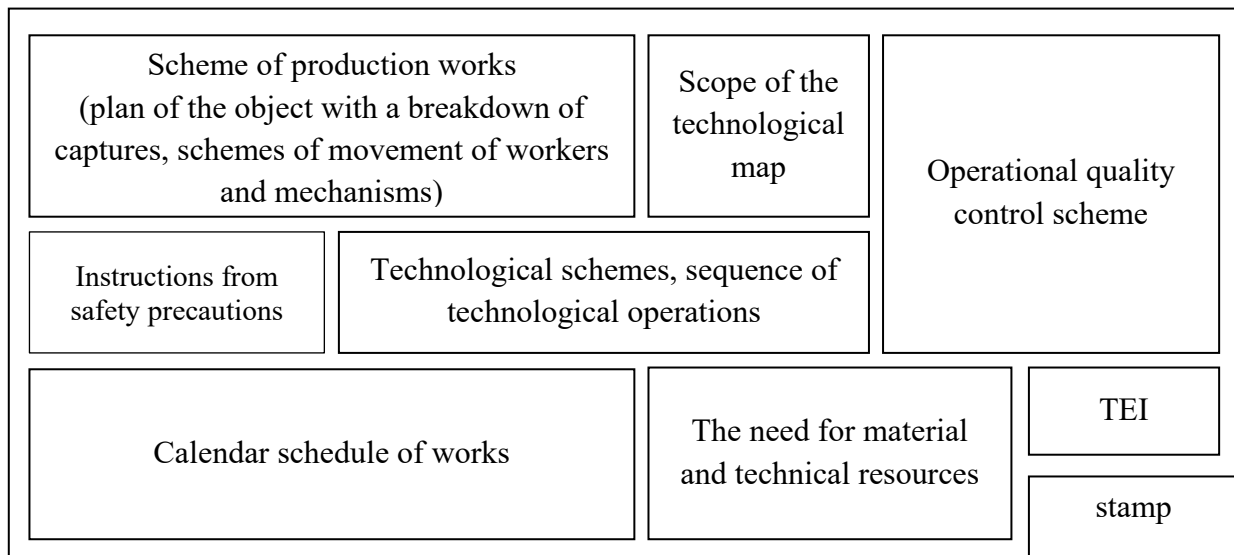 Scheme of production works
(plan of the object with a breakdown of
captures, schemes of movement of workers
and mechanisms)
Scope of the
technological
map
Operational quality
control scheme
Instructions from
safety precautions
Technological schemes, sequence of
technological operations
Calendar schedule of works
The need for material
and technical resources
TEI
stamp